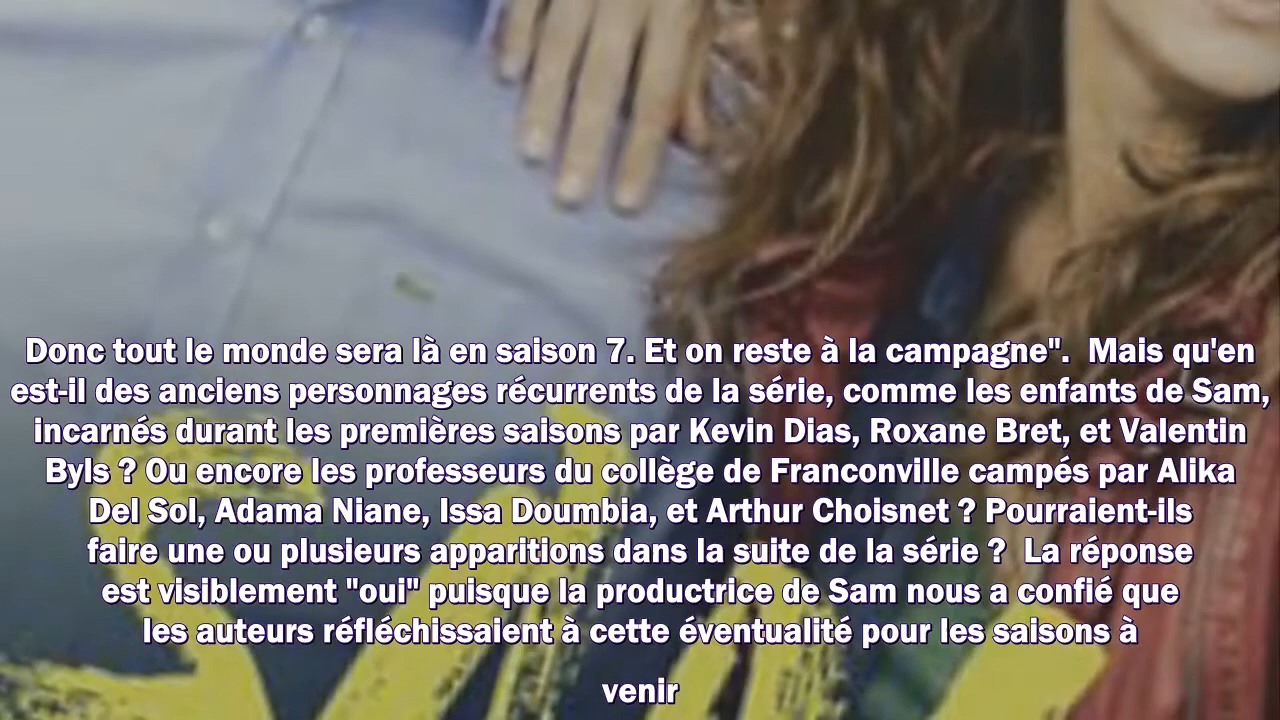 Donc tout le monde sera là en saison 7. Et on reste à la campagne".  Mais qu'en
est-il des anciens personnages récurrents de la série, comme les enfants de Sam,
incarnés durant les premières saisons par Kevin Dias, Roxane Bret, et Valentin
Byls ? Ou encore les professeurs du collège de Franconville campés par Alika
Del Sol, Adama Niane, Issa Doumbia, et Arthur Choisnet ? Pourraient-ils
faire une ou plusieurs apparitions dans la suite de la série ?  La réponse
est visiblement "oui" puisque la productrice de Sam nous a confié que
les auteurs réfléchissaient à cette éventualité pour les saisons à
venir